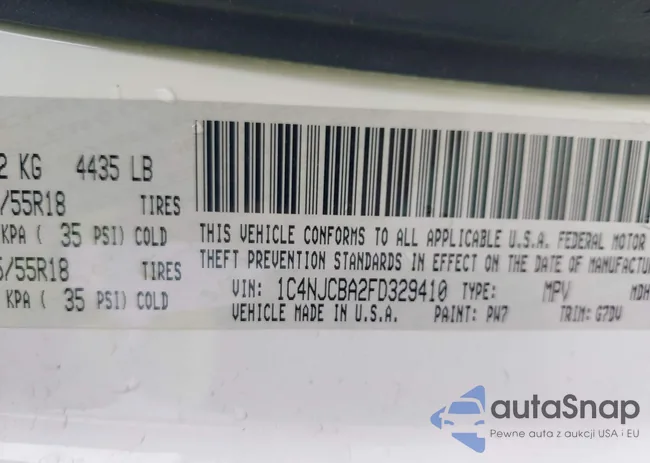 2 KG 4435 LB
/55R18 TIRES
KPA ( 35 PSI) COLD
5/55R18 TIRES
KPA ( 35 PSI) COLD
THIS VEHICLE CONFORMS TO ALL APPLICABLE U.S.A. FEDERAL MOTOR
THEFT PREVENTION STANDARDS IN EFFECT ON THE DATE OF MANUFACTU
VIN: 1C4NJCBA2FD329410 TYPE: MPV MDH
VEHICLE MADE IN U.S.A. PAINT: PW7 TRIM: G7DV
autaSnap
Pewne auta z aukcji USA i EU